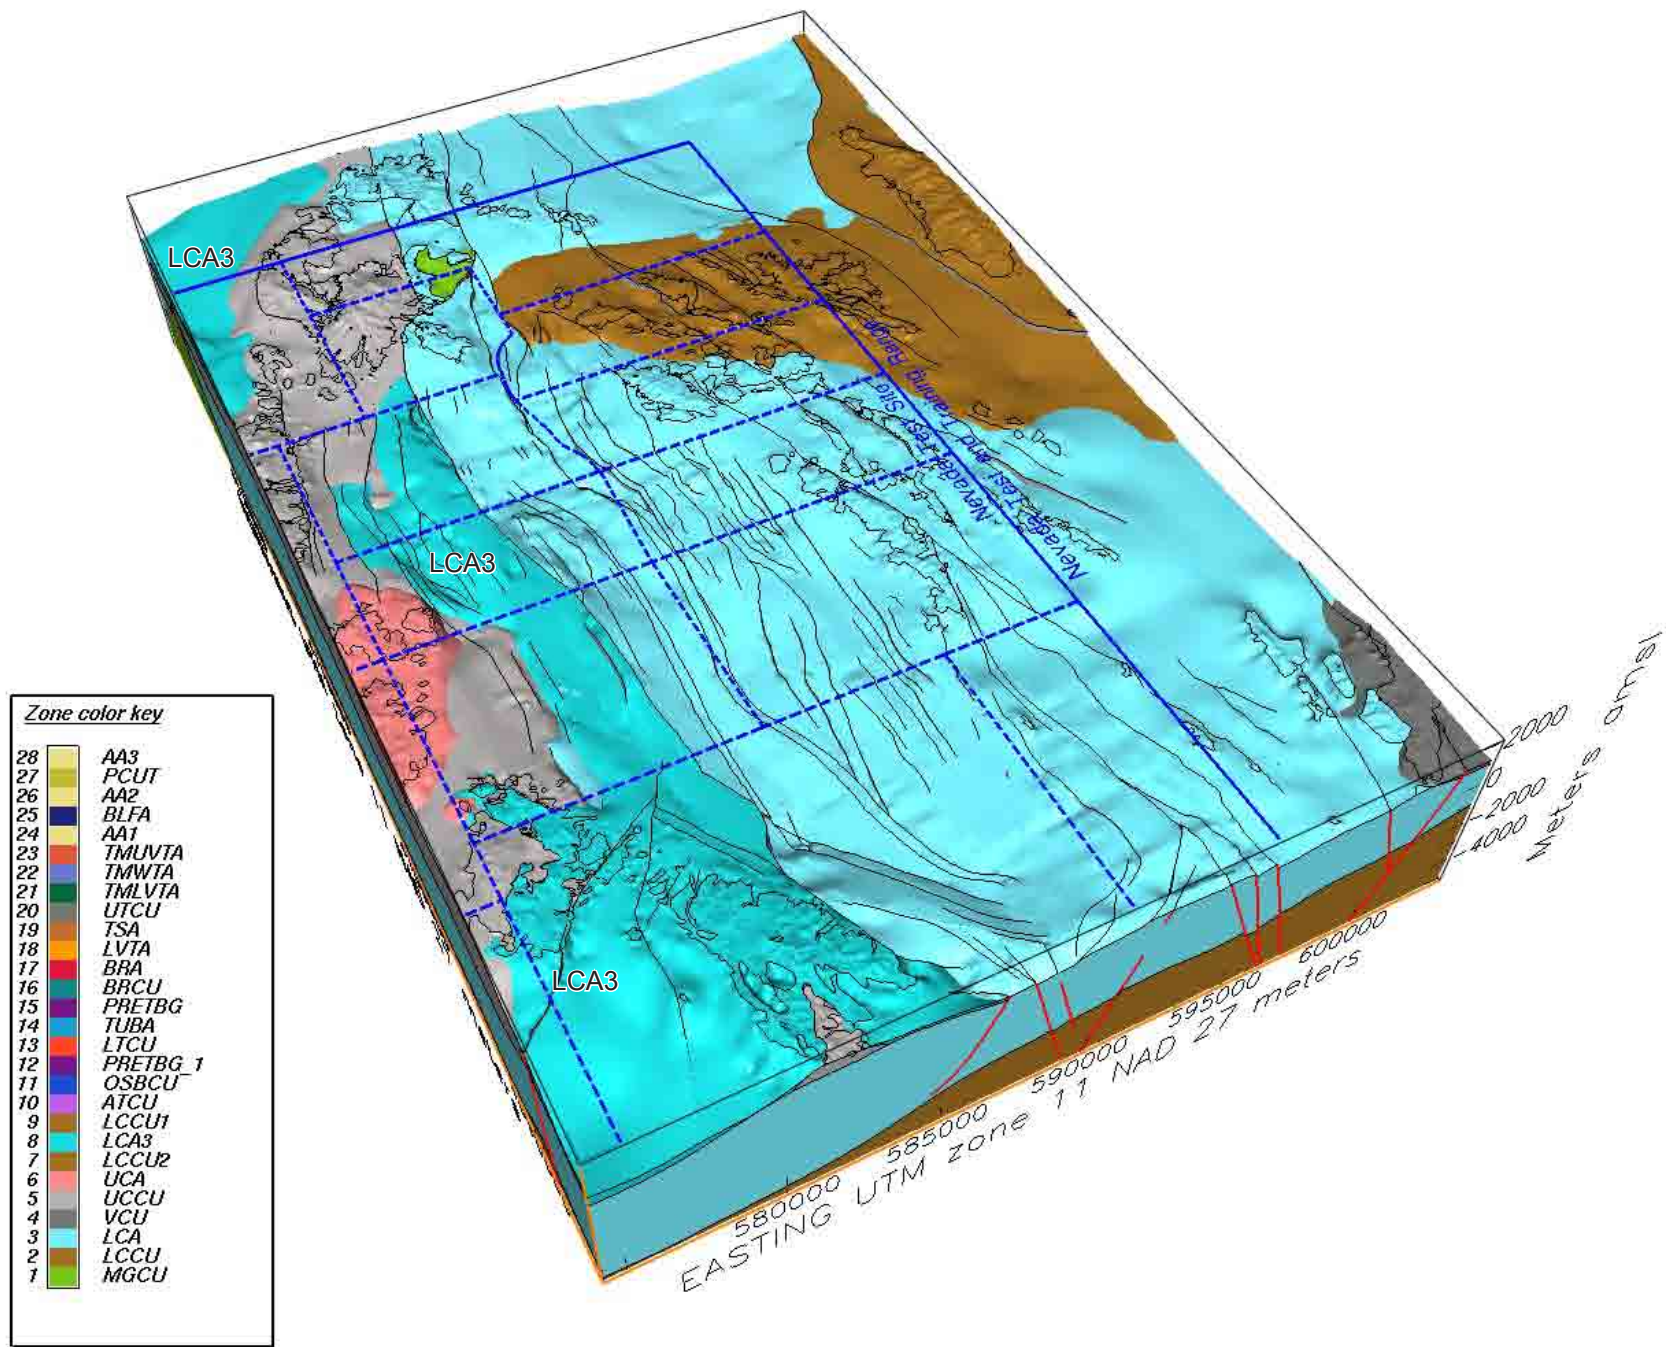 LCA3
Nevada Test Site
Nevada Test and Training Range
LCA3
LCA3
2000
0
-2000
-4000
Meters amsl
580000
585000
590000
595000
600000
EASTING UTM zone 11 NAD 27 meters
Zone color key
28 AA3
27 PCUT
26 AA2
25 BLFA
24 AA1
23 TMUVTA
22 TMWTA
21 TMLVTA
20 UTCU
19 TSA
18 LVTA
17 BRA
16 BRCU
15 PRETBG
14 TUBA
13 LTCU
12 PRETBG_1
11 OSBCU
10 ATCU
9 LCCU1
8 LCA3
7 LCCU2
6 UCA
5 UCCU
4 VCU
3 LCA
2 LCCU
1 MGCU